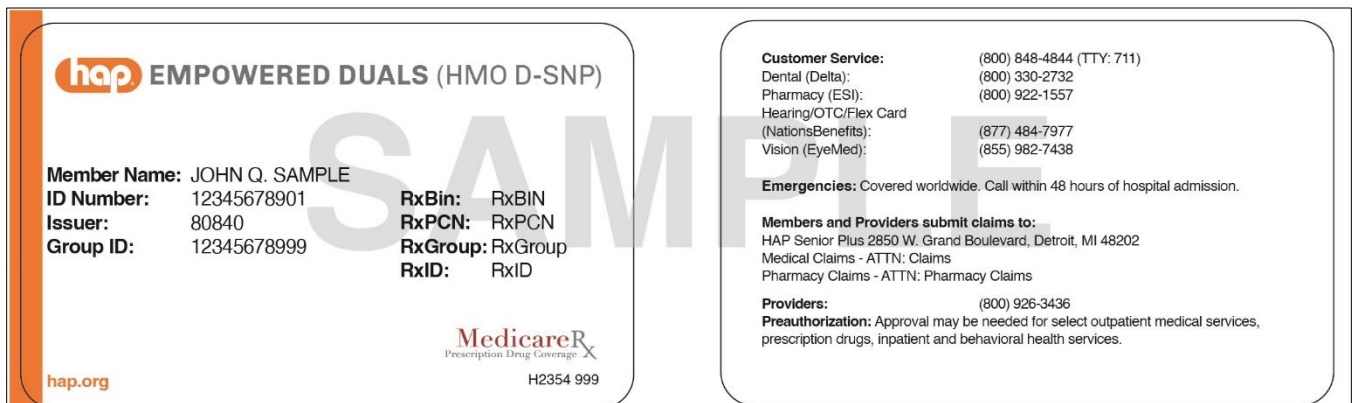 hap EMPOWERED DUALS (HMO D-SNP)
Member Name: JOHN Q. SAMPLE
ID Number: 12345678901 RxBin: RxBIN
Issuer: 80840 RxPCN: RxPCN
Group ID: 12345678999 RxGroup: RxGroup
RxID: RxID
MedicareRx
Prescription Drug Coverage
hap.org H2354 999
SAMPLE
Customer Service: (800) 848-4844 (TTY: 711)
Dental (Delta): (800) 330-2732
Pharmacy (ESI): (800) 922-1557
Hearing/OTC/Flex Card
(NationsBenefits): (877) 484-7977
Vision (EyeMed): (855) 982-7438
Emergencies: Covered worldwide. Call within 48 hours of hospital admission.
Members and Providers submit claims to:
HAP Senior Plus 2850 W. Grand Boulevard, Detroit, MI 48202
Medical Claims - ATTN: Claims
Pharmacy Claims - ATTN: Pharmacy Claims
Providers: (800) 926-3436
Preauthorization: Approval may be needed for select outpatient medical services,
prescription drugs, inpatient and behavioral health services.